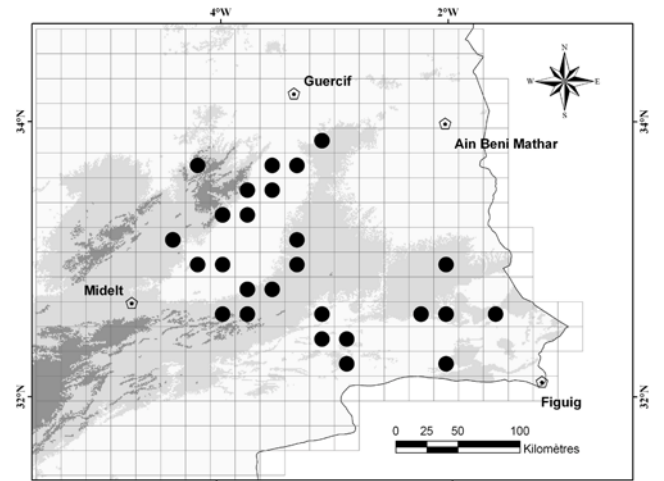 4°W
2°W
N
W
E
S
Guercif
34°N
34°N
Ain Beni Mathar
Midelt
32°N
32°N
Figuig
0 25 50 100
Kilomètres